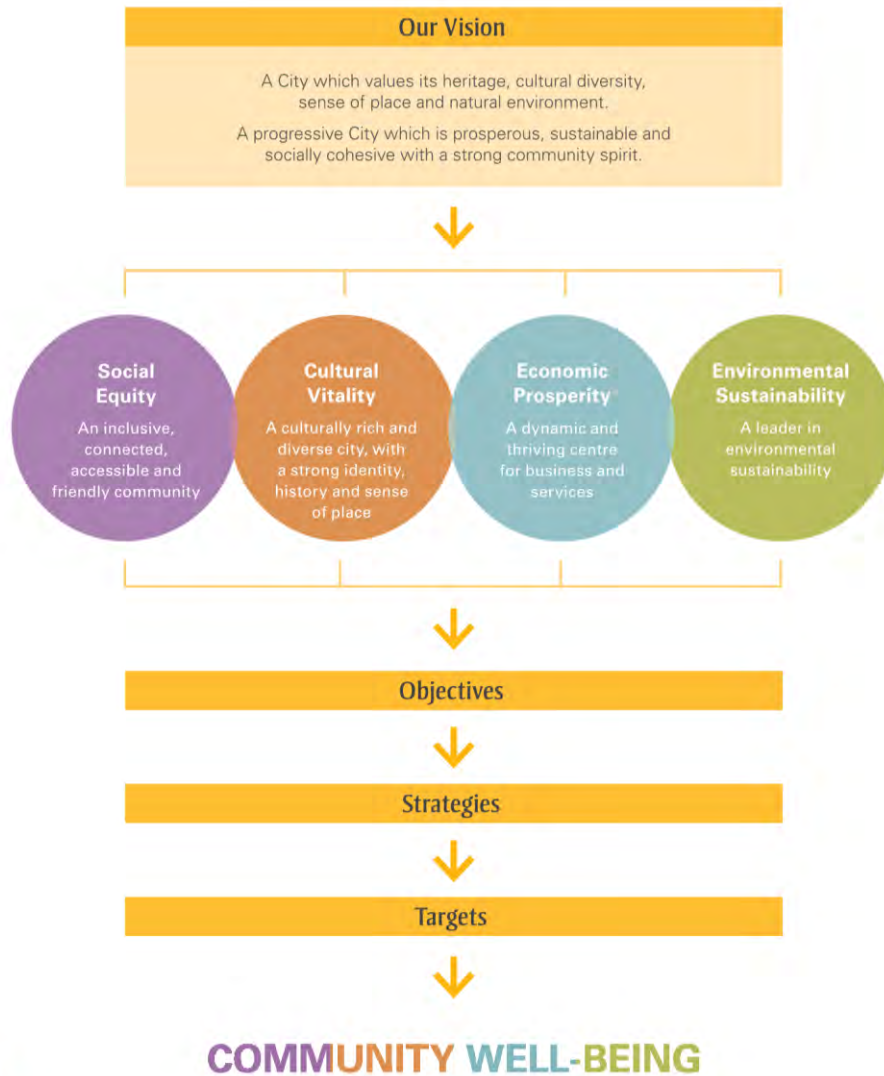 Our Vision
A City which values its heritage, cultural diversity,
sense of place and natural environment.
A progressive City which is prosperous, sustainable and
socially cohesive with a strong community spirit.
Social
Equity
An inclusive,
connected,
accessible and
friendly community
Cultural
Vitality
A culturally rich and
diverse city, with
a strong identity,
history and sense
of place
Economic
Prosperity
A dynamic and
thriving centre
for business and
services
Environmental
Sustainability
A leader in
environmental
sustainability
Objectives
Strategies
Targets
COMMUNITY WELL-BEING